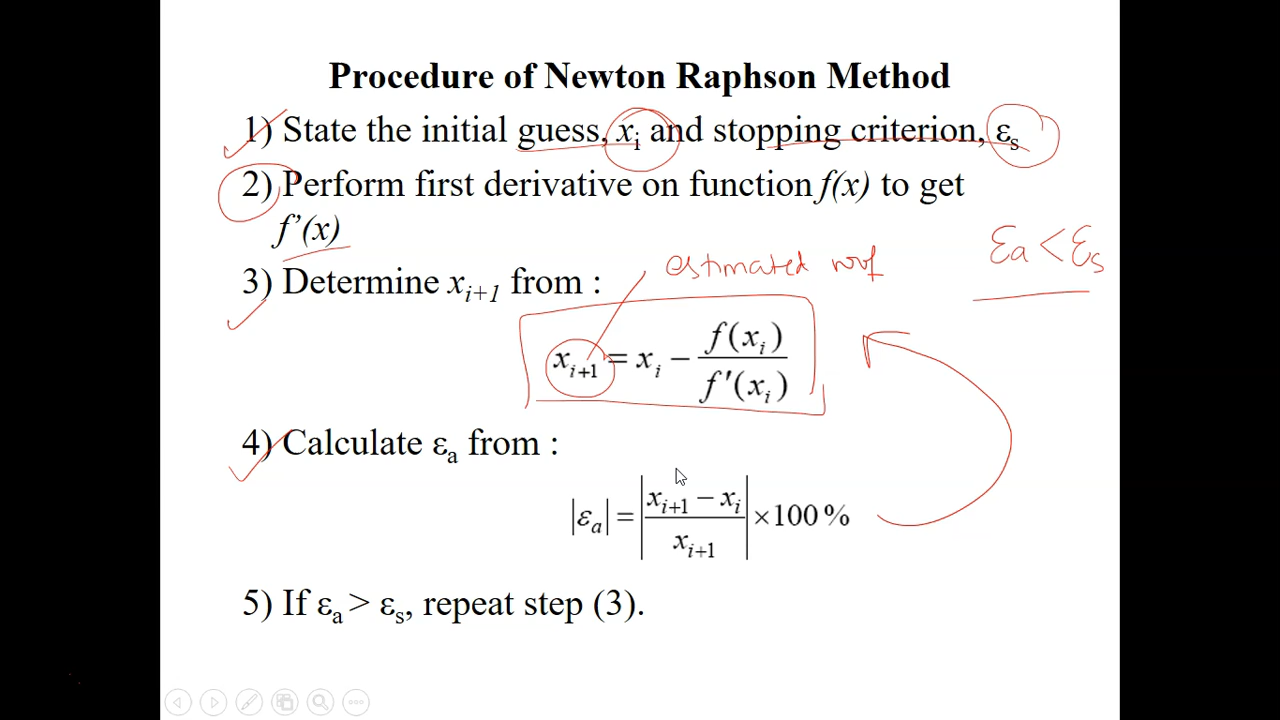 Procedure of Newton Raphson Method
1) State the initial guess, xᵢ and stopping criterion, εₛ
2) Perform first derivative on function f(x) to get
f'(x)
εa < εs
estimated root
3) Determine xᵢ₊₁ from :
xᵢ₊₁ = xᵢ − f(xᵢ) / f'(xᵢ)
4) Calculate εₐ from :
|εₐ| = |(xᵢ₊₁ − xᵢ) / xᵢ₊₁| × 100 %
5) If εₐ > εₛ, repeat step (3).